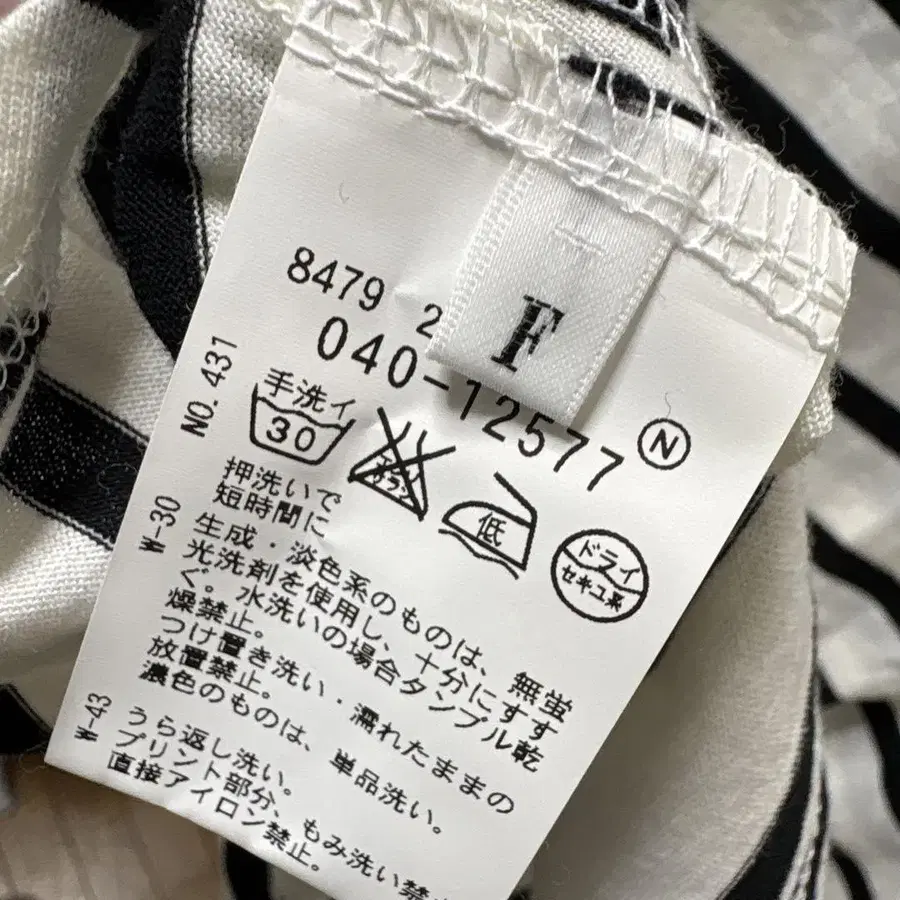 F
8479 2
040-12577
N
手洗イ
30
エンソ
サラシ
低
ドライ
セキユ系
NO. 431
押洗いで
短時間に
W-30
生成・淡色系のものは、無蛍
光洗剤を使用し、十分にすす
ぐ。水洗いの場合タンブル乾
燥禁止。
つけ置き洗い・濡れたままの
放置禁止。
濃色のものは、単品洗い。
W-43
うら返し洗い。
プリント部分、もみ洗い禁
直接アイロン禁止。